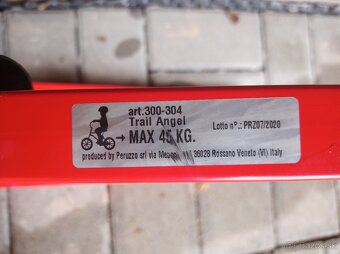 art.300-304
Trail Angel
MAX 45 KG.
Lotto n°.: PRZ07/2020
produced by Peruzzo srl via 36028 Rossano Veneto (VI) Italy